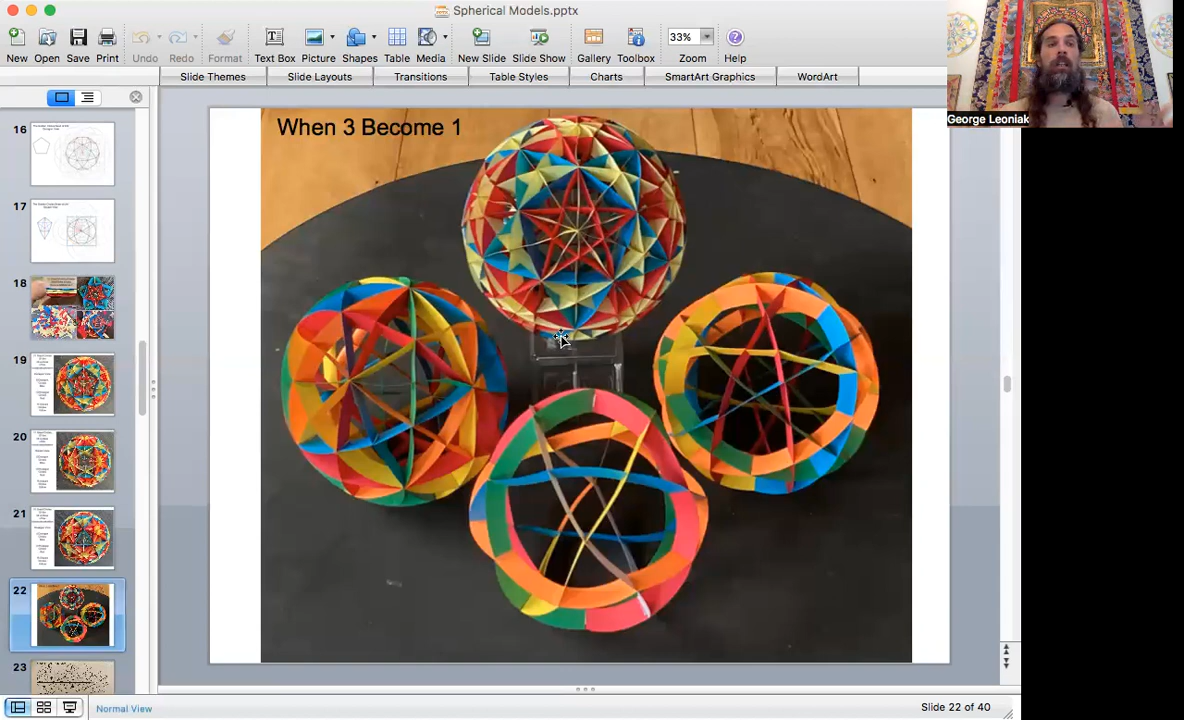 Spherical Models.pptx
New Open Save Print Undo Redo Format Text Box Picture Shapes Table Media New Slide Slide Show Gallery Toolbox Zoom Help
33%
Slide Themes Slide Layouts Transitions Table Styles Charts SmartArt Graphics WordArt
George Leoniak
When 3 Become 1
16
17
18
19
20
21
22
23
Normal View
Slide 22 of 40